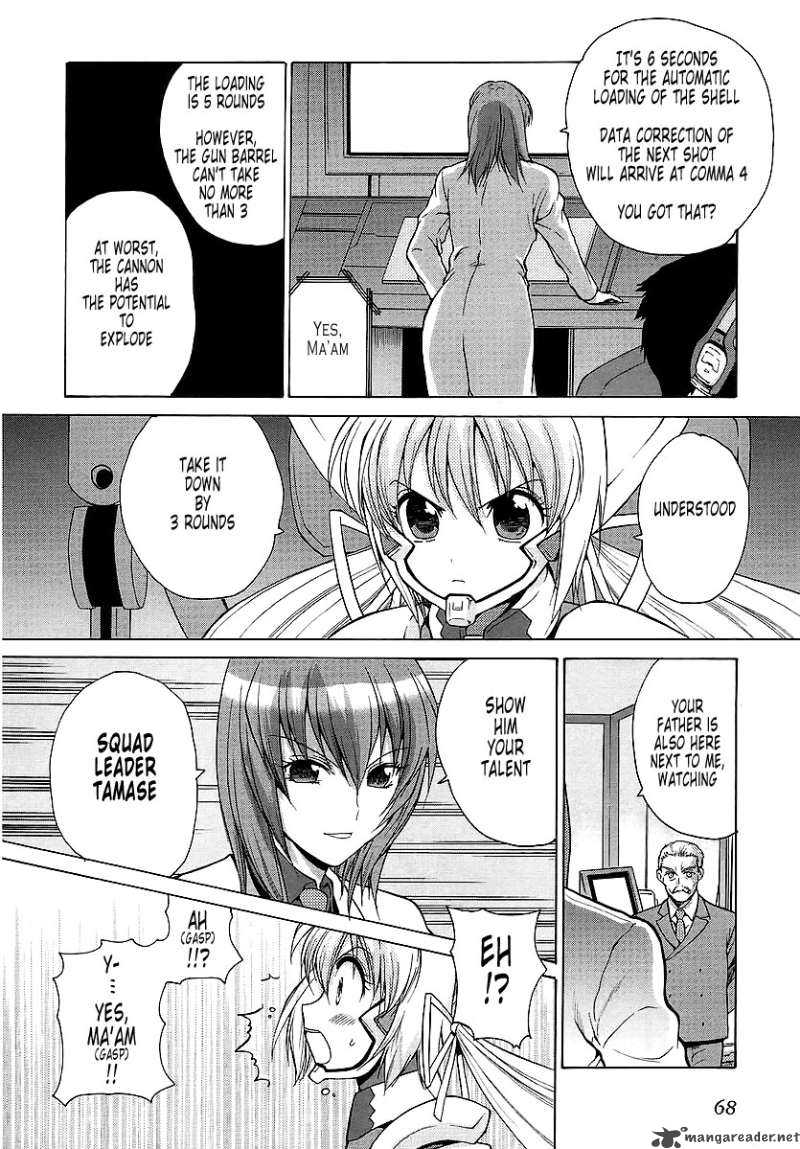 IT'S 6 SECONDS
FOR THE AUTOMATIC
LOADING OF THE SHELL
DATA CORRECTION OF
THE NEXT SHOT
WILL ARRIVE AT COMMA 4
YOU GOT THAT?
YES,
MA'AM
THE LOADING
IS 5 ROUNDS
HOWEVER,
THE GUN BARREL
CAN'T TAKE
NO MORE
THAN 3
AT WORST,
THE CANNON
HAS
THE POTENTIAL
TO
EXPLODE
UNDERSTOOD
TAKE IT
DOWN
BY
3 ROUNDS
YOUR
FATHER IS
ALSO HERE
NEXT TO ME,
WATCHING
SHOW
HIM
YOUR
TALENT
SQUAD
LEADER
TAMASE
EH
!?
AH
(GASP)
!!?
Y-
...
YES,
MA'AM
(GASP)
!!
68
mangareader.net